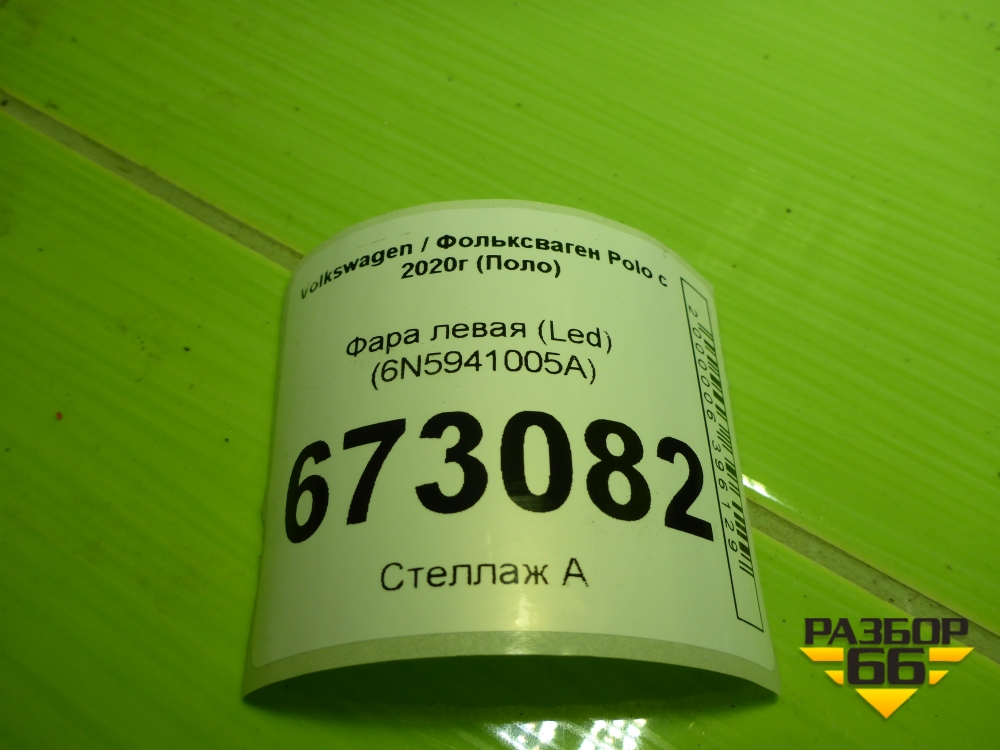 Volkswagen / Фольксваген Polo с
2020г (Поло)
Фара левая (Led)
(6N5941005A)
673082
Стеллаж А
2000006396129
РАЗБОР
66